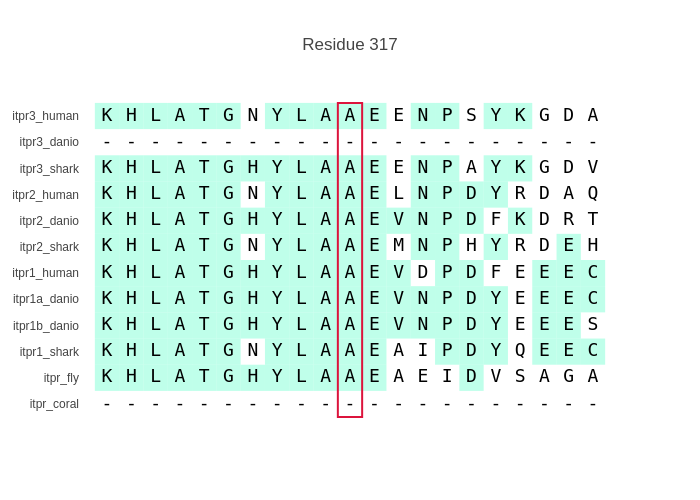 Residue 317
itpr3_human K H L A T G N Y L A A E E N P S Y K G D A
itpr3_danio - - - - - - - - - - - - - - - - - - - - -
itpr3_shark K H L A T G H Y L A A E E N P A Y K G D V
itpr2_human K H L A T G N Y L A A E L N P D Y R D A Q
itpr2_danio K H L A T G H Y L A A E V N P D F K D R T
itpr2_shark K H L A T G N Y L A A E M N P H Y R D E H
itpr1_human K H L A T G H Y L A A E V D P D F E E E C
itpr1a_danio K H L A T G H Y L A A E V N P D Y E E E C
itpr1b_danio K H L A T G H Y L A A E V N P D Y E E E S
itpr1_shark K H L A T G N Y L A A E A I P D Y Q E E C
itpr_fly K H L A T G H Y L A A E A E I D V S A G A
itpr_coral - - - - - - - - - - - - - - - - - - - - -